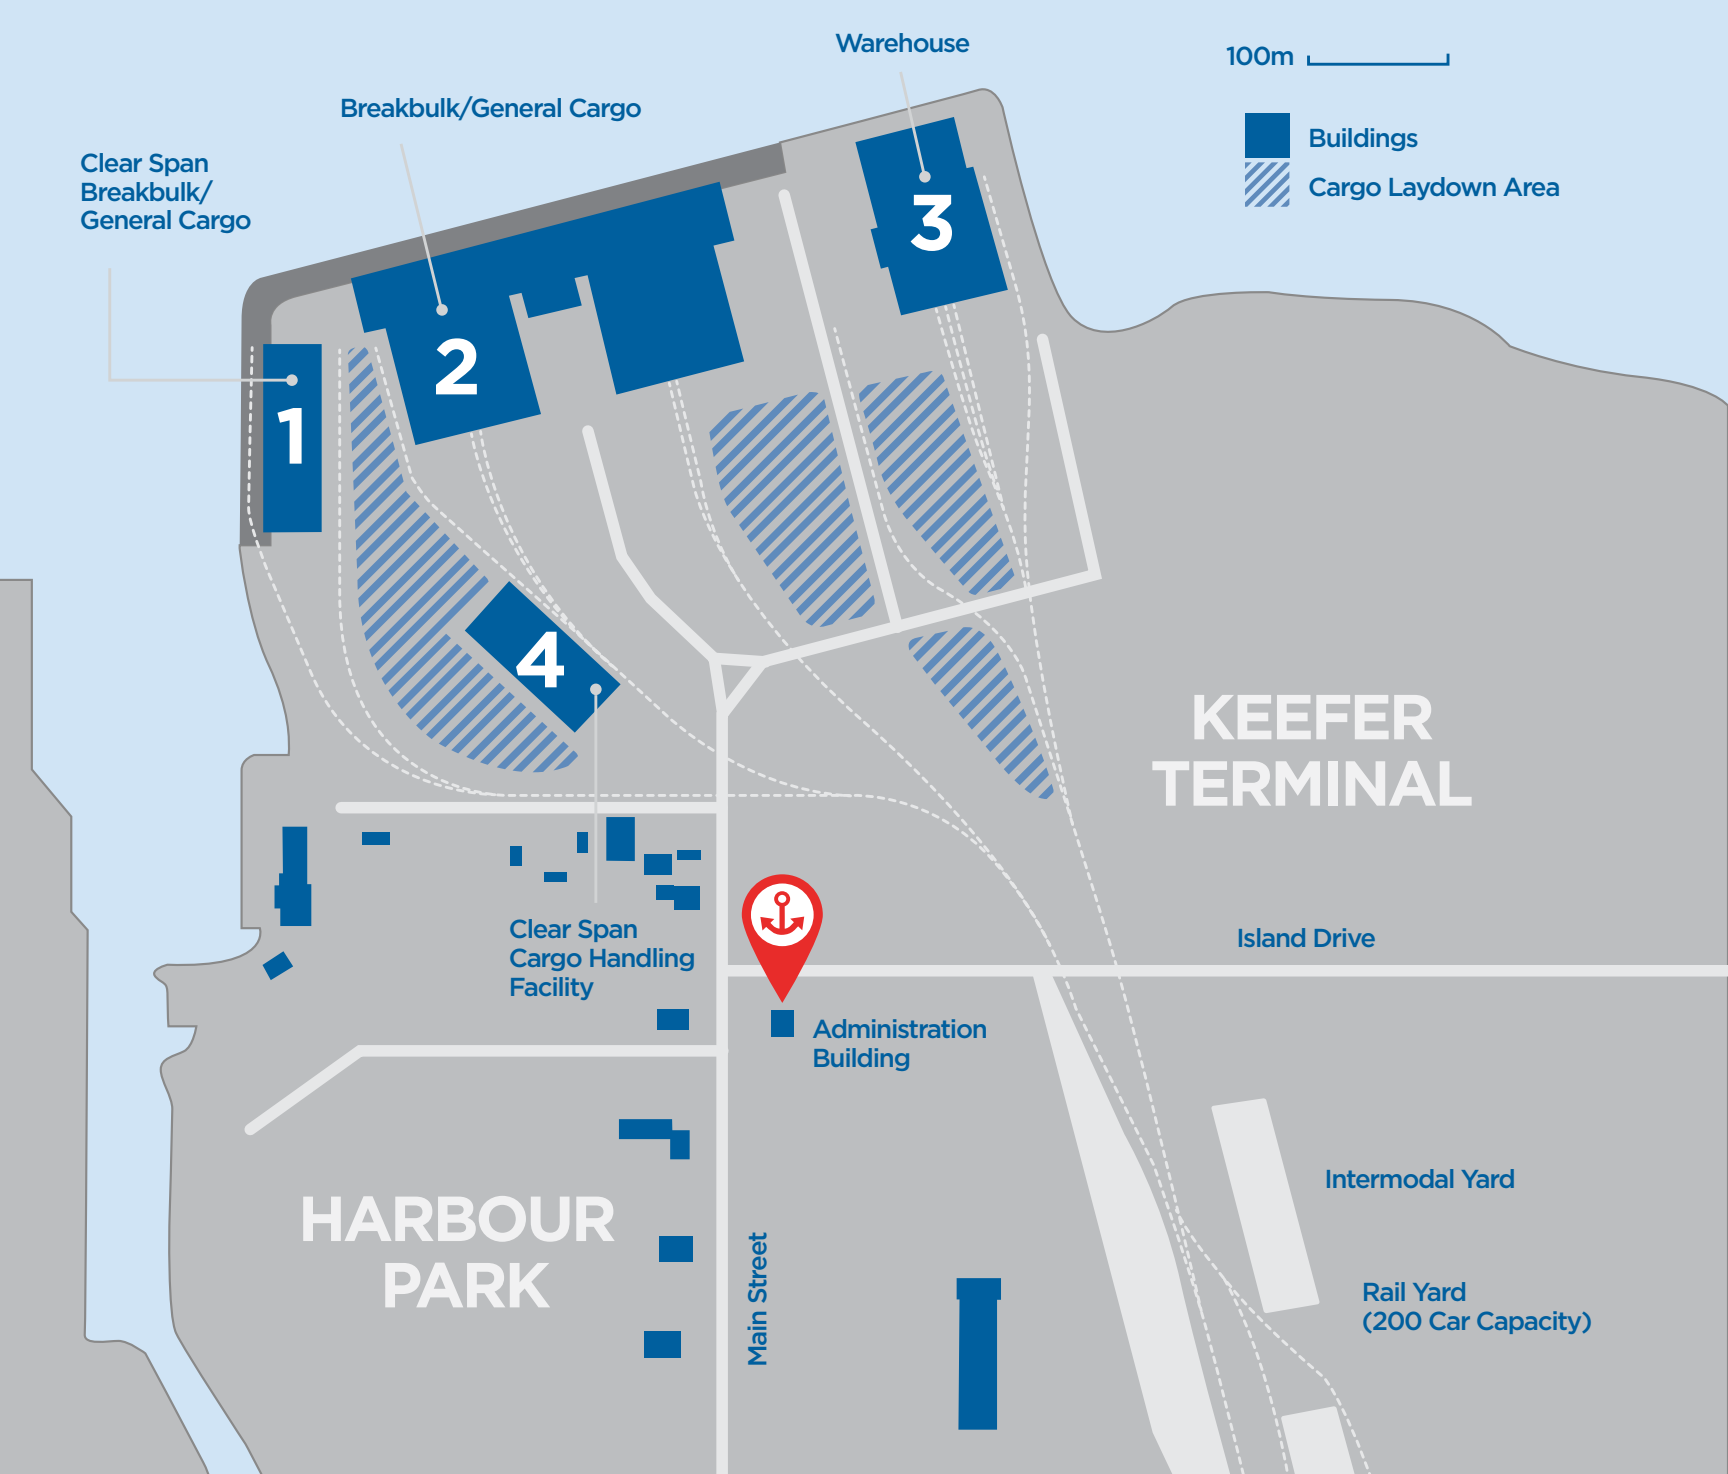 Warehouse
100m
Breakbulk/General Cargo
Buildings
Clear Span
Breakbulk/
General Cargo
Cargo Laydown Area
3
2
1
4
KEEFER
TERMINAL
Clear Span
Cargo Handling
Facility
Island Drive
Administration
Building
Intermodal Yard
HARBOUR
PARK
Main Street
Rail Yard
(200 Car Capacity)